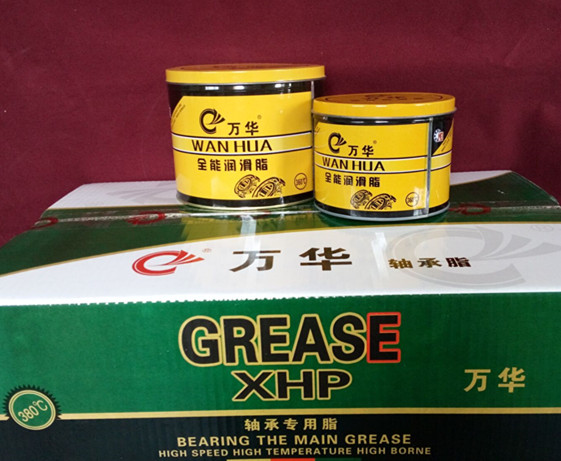 万华
WAN HUA
全能润滑脂
380℃
万华
WAN HUA
全能润滑脂
万华 轴承脂
GREASE
XHP
万华
380℃
轴承专用脂
BEARING THE MAIN GREASE
HIGH SPEED HIGH TEMPERATURE HIGH BORNE